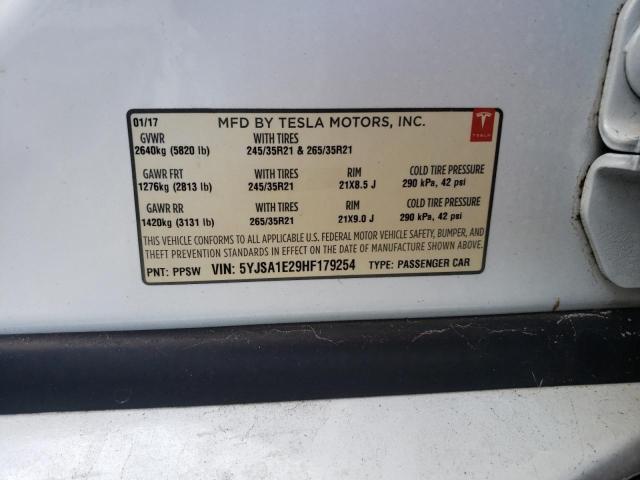 01/17 MFD BY TESLA MOTORS, INC.
GVWR WITH TIRES
2640kg (5820 lb) 245/35R21 & 265/35R21
TESLA
GAWR FRT WITH TIRES RIM COLD TIRE PRESSURE
1276kg (2813 lb) 245/35R21 21X8.5 J 290 kPa, 42 psi
GAWR RR WITH TIRES RIM COLD TIRE PRESSURE
1420kg (3131 lb) 265/35R21 21X9.0 J 290 kPa, 42 psi
THIS VEHICLE CONFORMS TO ALL APPLICABLE U.S. FEDERAL MOTOR VEHICLE SAFETY, BUMPER, AND
THEFT PREVENTION STANDARDS IN EFFECT ON THE DATE OF MANUFACTURE SHOWN ABOVE.
PNT: PPSW VIN: 5YJSA1E29HF179254 TYPE: PASSENGER CAR